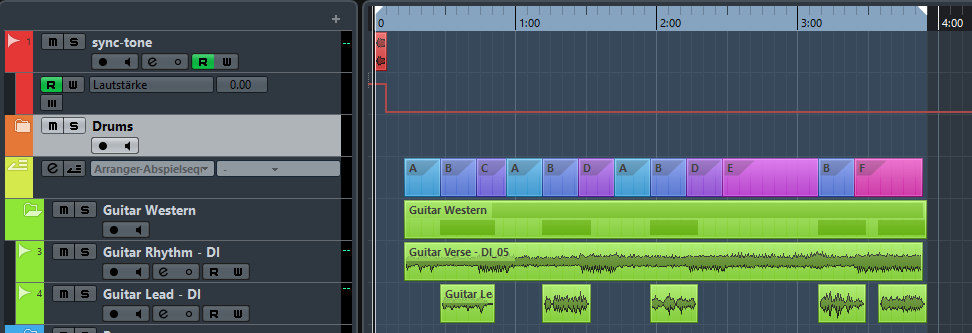 0 1:00 2:00 3:00 4:00
1 M S sync-tone
e R W
R W Lautstärke 0.00
M S Drums
A B C A B D A B D E B F
e Arranger-Abspielseq -
M S Guitar Western
Guitar Western
3 M S Guitar Rhythm - DI
Guitar Verse - DI_05
e R W
4 M S Guitar Lead - DI
Guitar Le
e R W